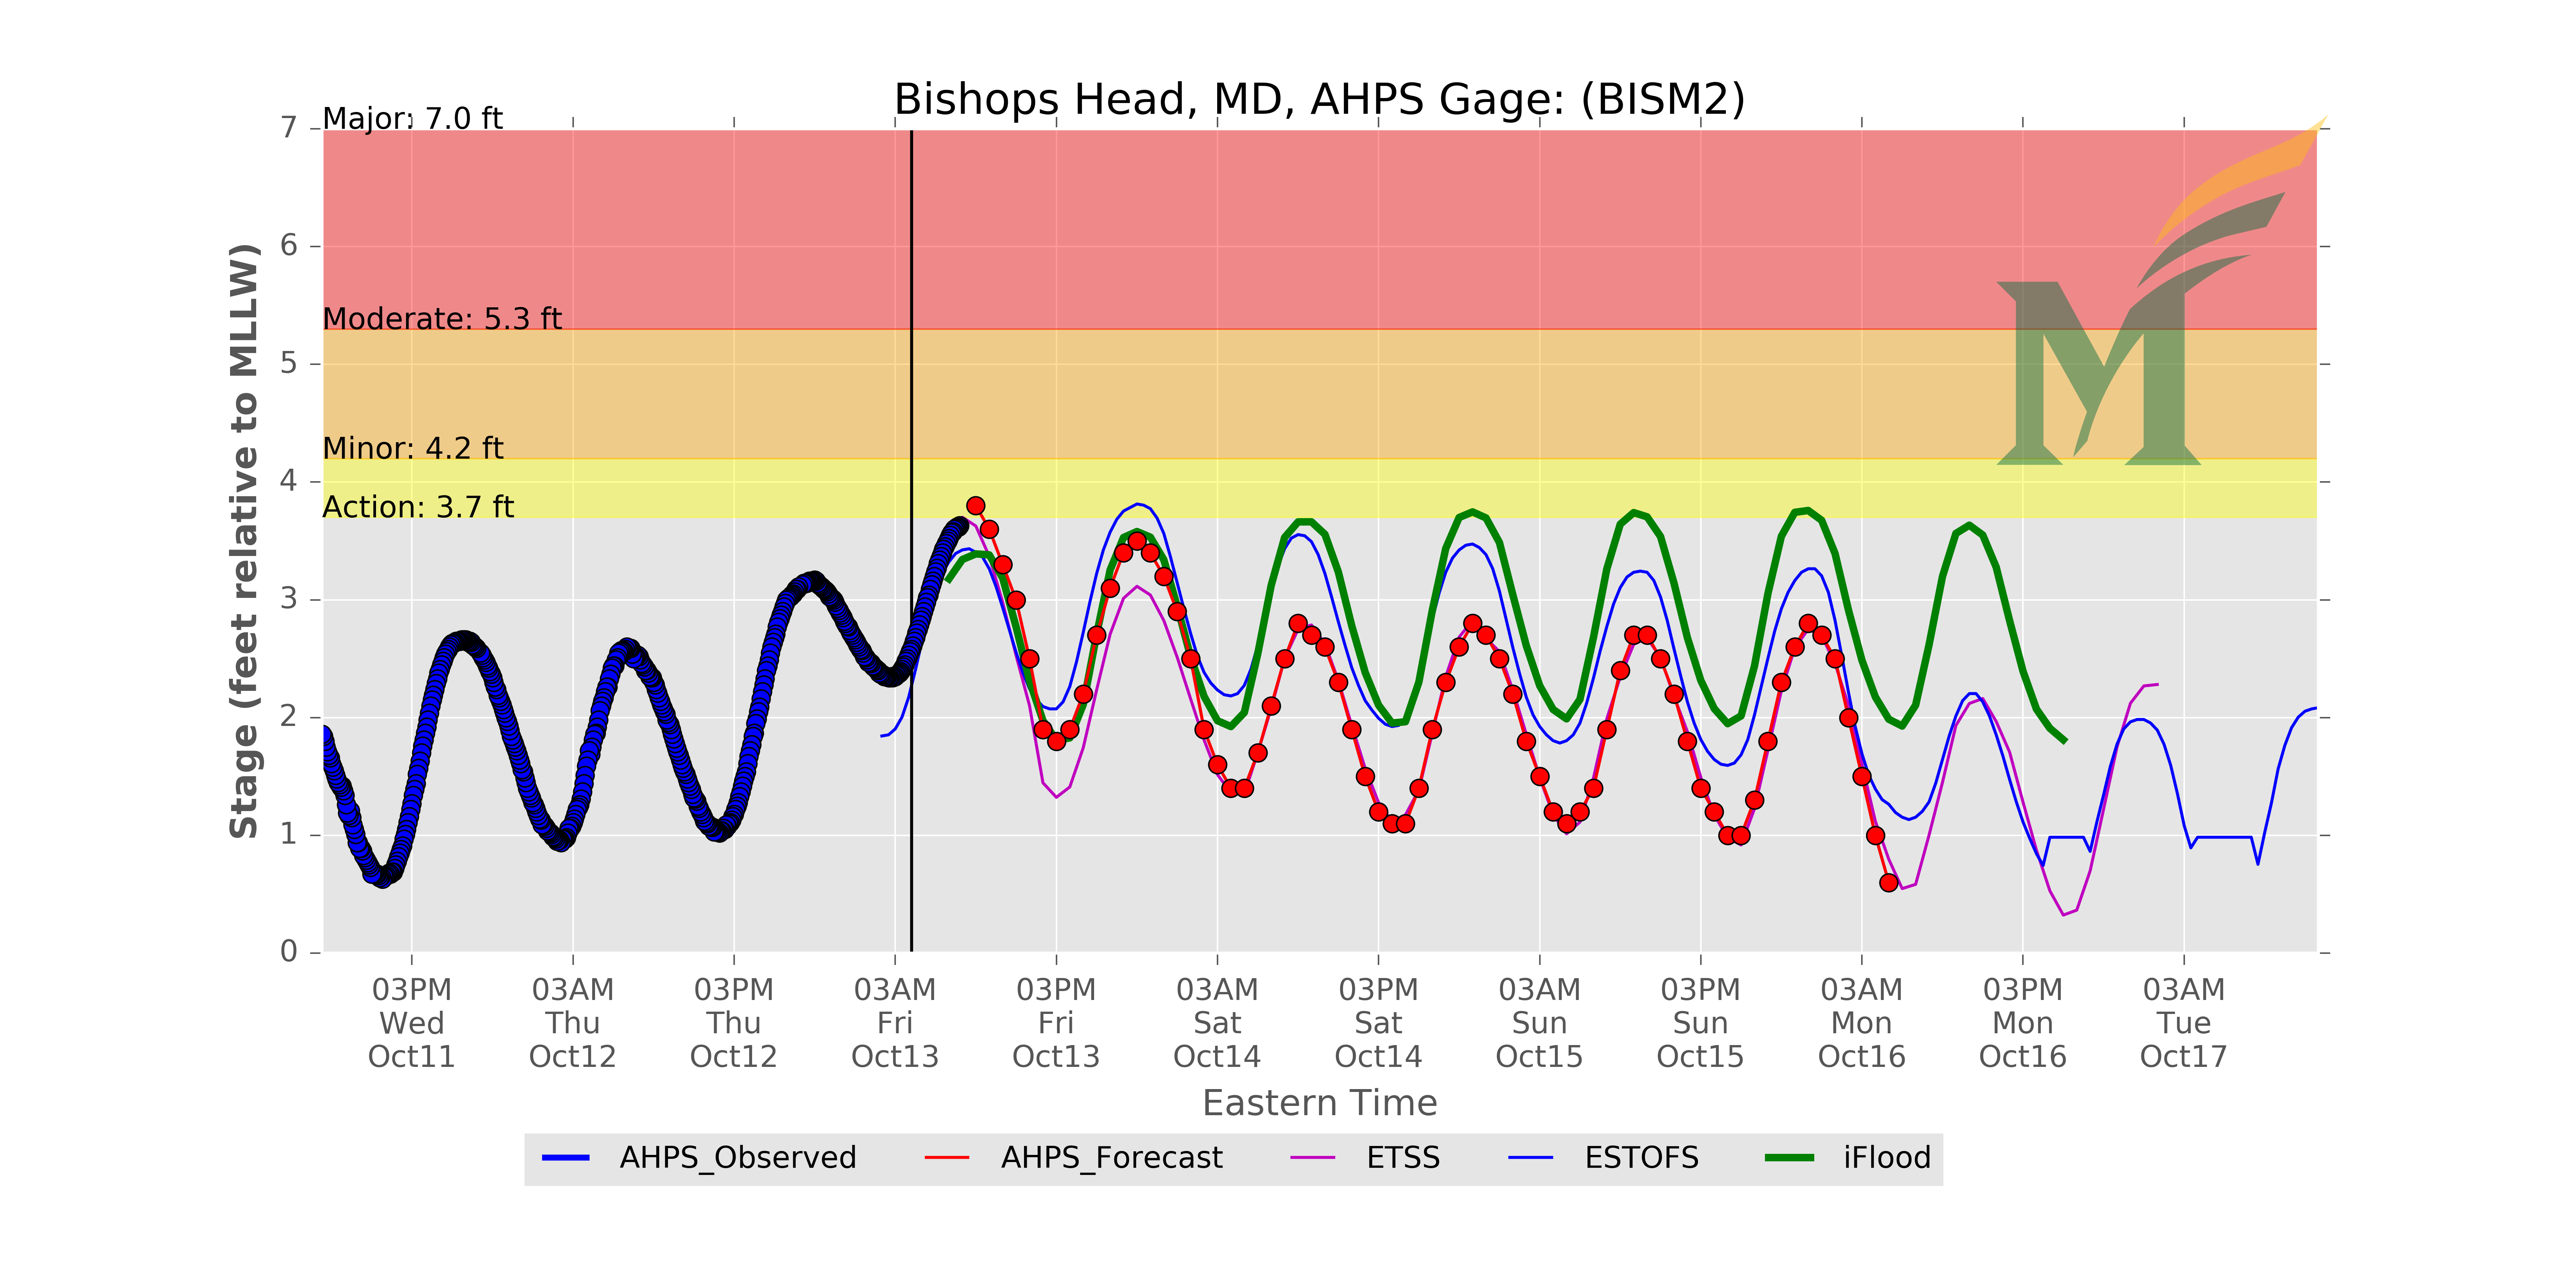 Bishops Head, MD, AHPS Gage: (BISM2)
Major: 7.0 ft
Moderate: 5.3 ft
Minor: 4.2 ft
Action: 3.7 ft
Stage (feet relative to MLLW)
7
6
5
4
3
2
1
0
03PM 03AM 03PM 03AM 03PM 03AM 03PM 03AM 03PM 03AM 03PM 03AM
Wed Thu Thu Fri Fri Sat Sat Sun Sun Mon Mon Tue
Oct11 Oct12 Oct12 Oct13 Oct13 Oct14 Oct14 Oct15 Oct15 Oct16 Oct16 Oct17
Eastern Time
AHPS_Observed AHPS_Forecast ETSS ESTOFS iFlood
M